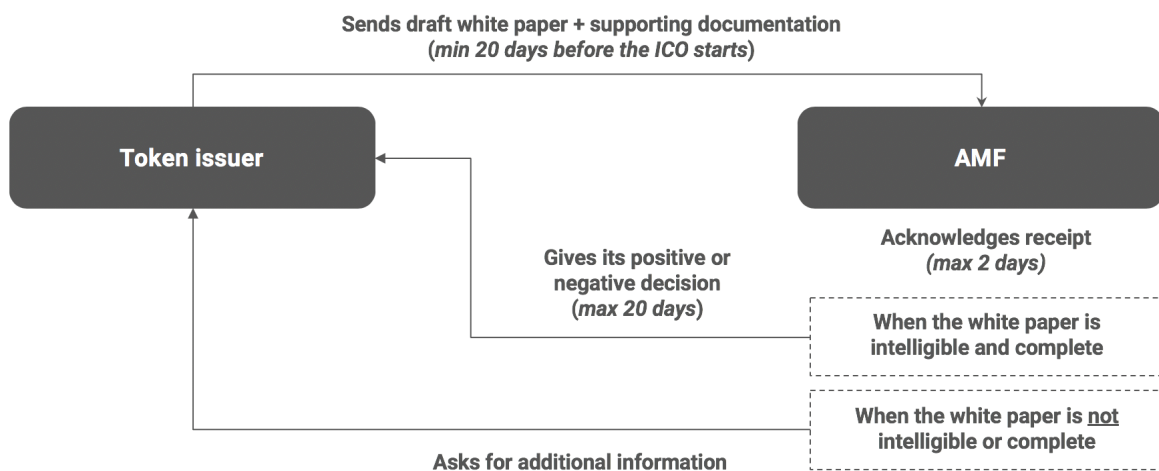 Sends draft white paper + supporting documentation
(min 20 days before the ICO starts)
Token issuer
AMF
Acknowledges receipt
(max 2 days)
Gives its positive or
negative decision
(max 20 days)
When the white paper is
intelligible and complete
When the white paper is not
intelligible or complete
Asks for additional information